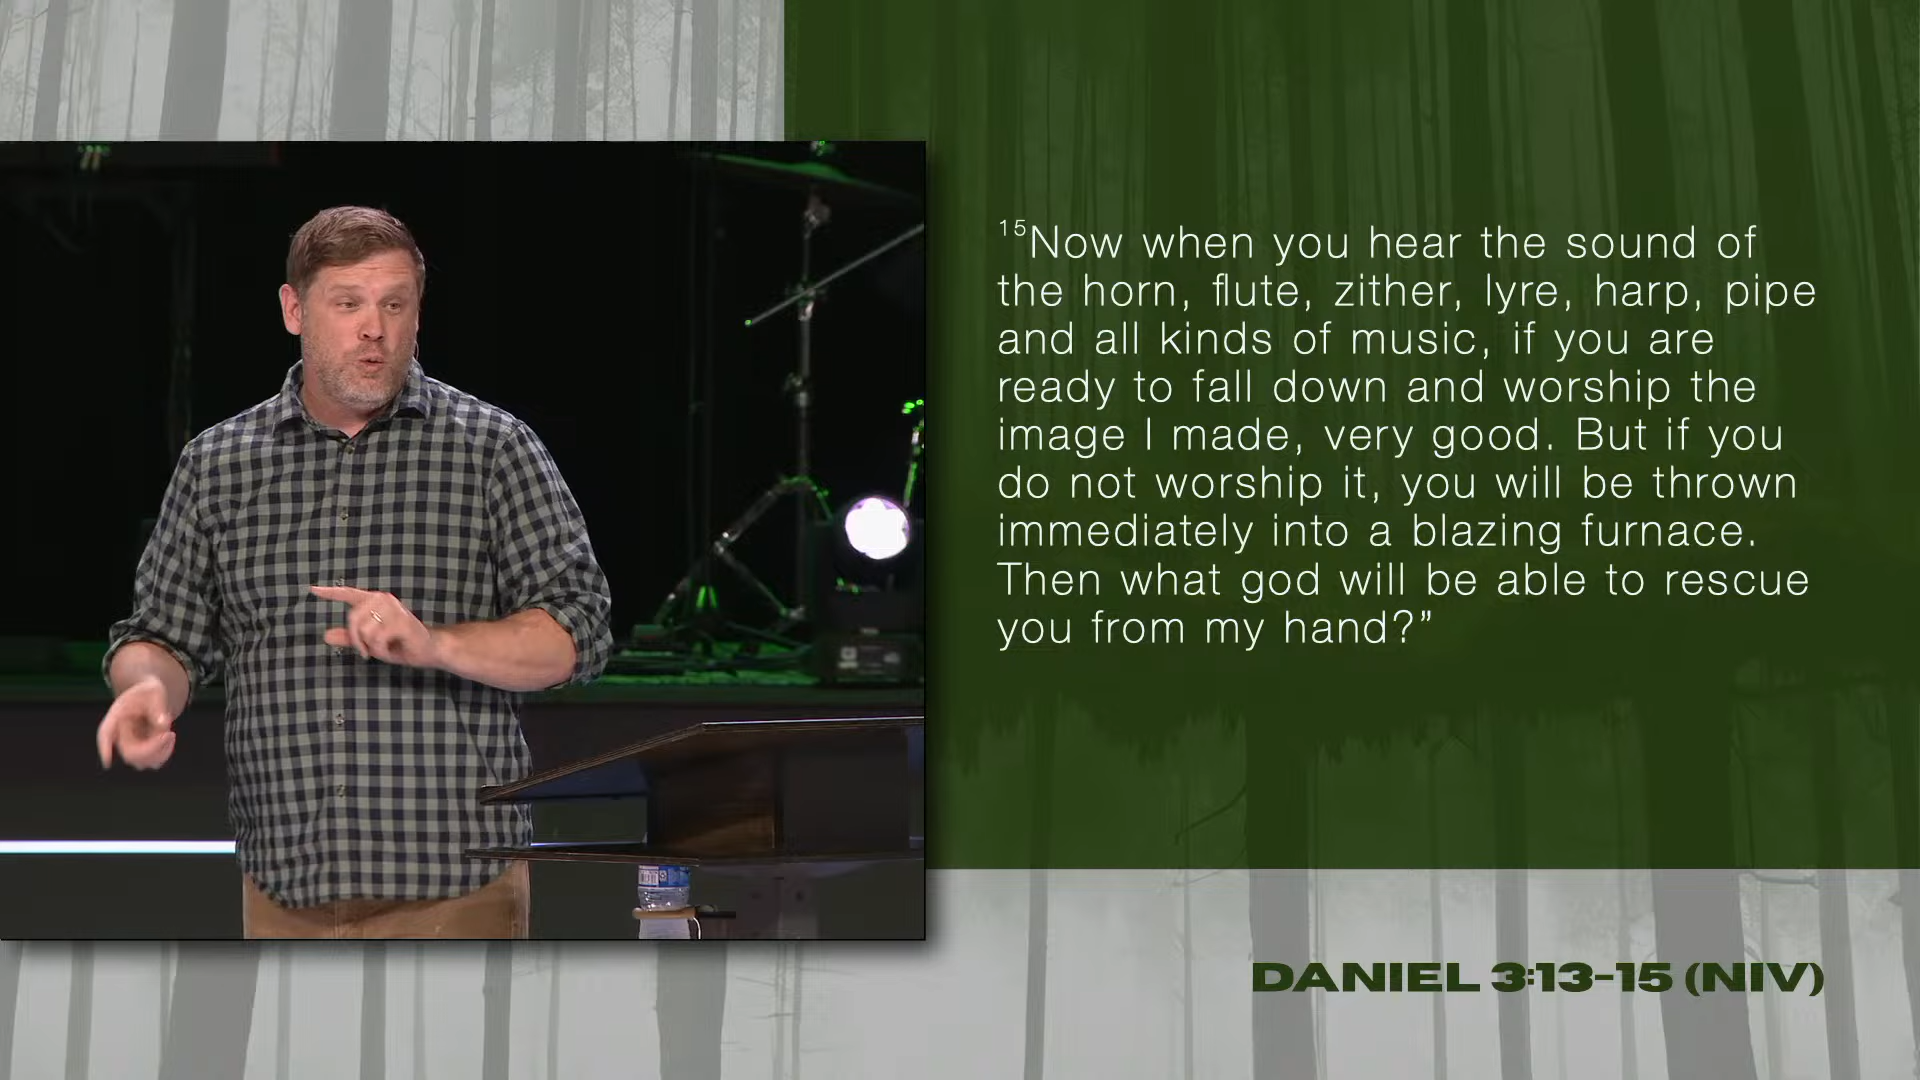 ¹⁵Now when you hear the sound of
the horn, flute, zither, lyre, harp, pipe
and all kinds of music, if you are
ready to fall down and worship the
image I made, very good. But if you
do not worship it, you will be thrown
immediately into a blazing furnace.
Then what god will be able to rescue
you from my hand?”
DANIEL 3:13-15 (NIV)